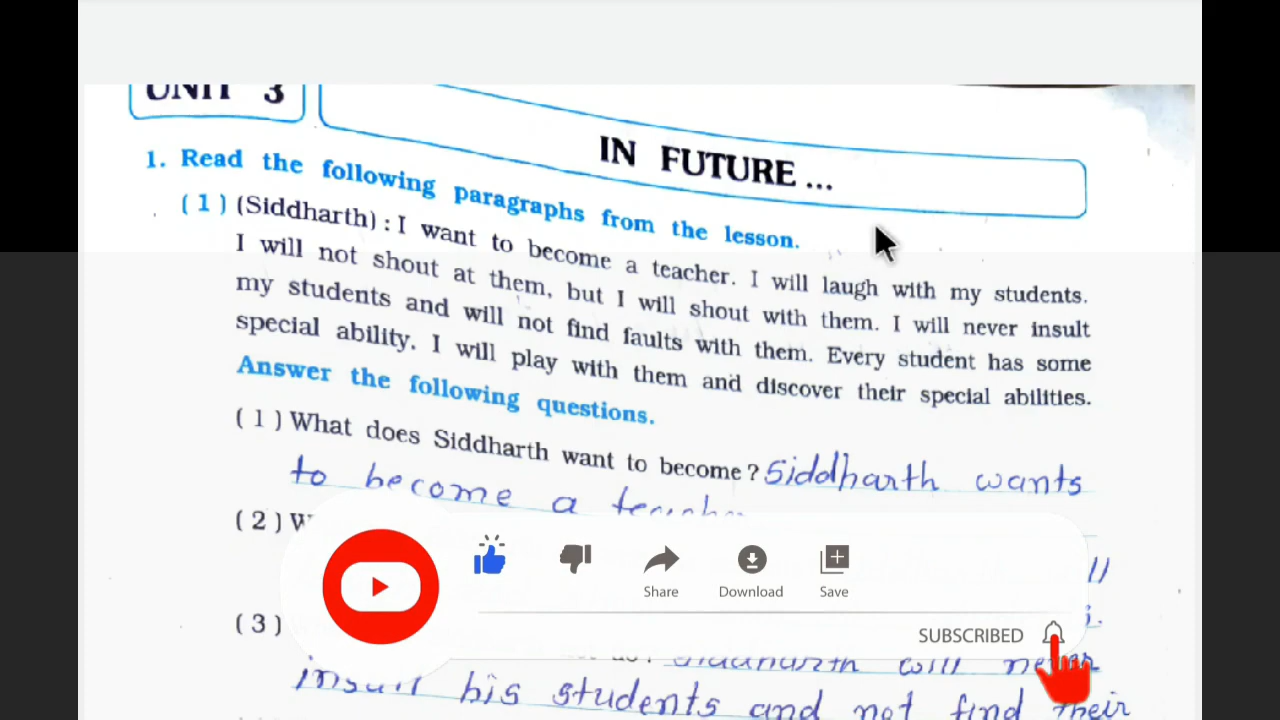 UNIT 3
IN FUTURE ...
1. Read the following paragraphs from the lesson.
( 1 ) (Siddharth) : I want to become a teacher. I will laugh with my students.
I will not shout at them, but I will shout with them. I will never insult
my students and will not find faults with them. Every student has some
special ability. I will play with them and discover their special abilities.
Answer the following questions.
( 1 ) What does Siddharth want to become? Siddharth wants
to become a
( 2 )
Share Download Save
( 3 )
SUBSCRIBED
Siddharth will never
insult his students and not find their